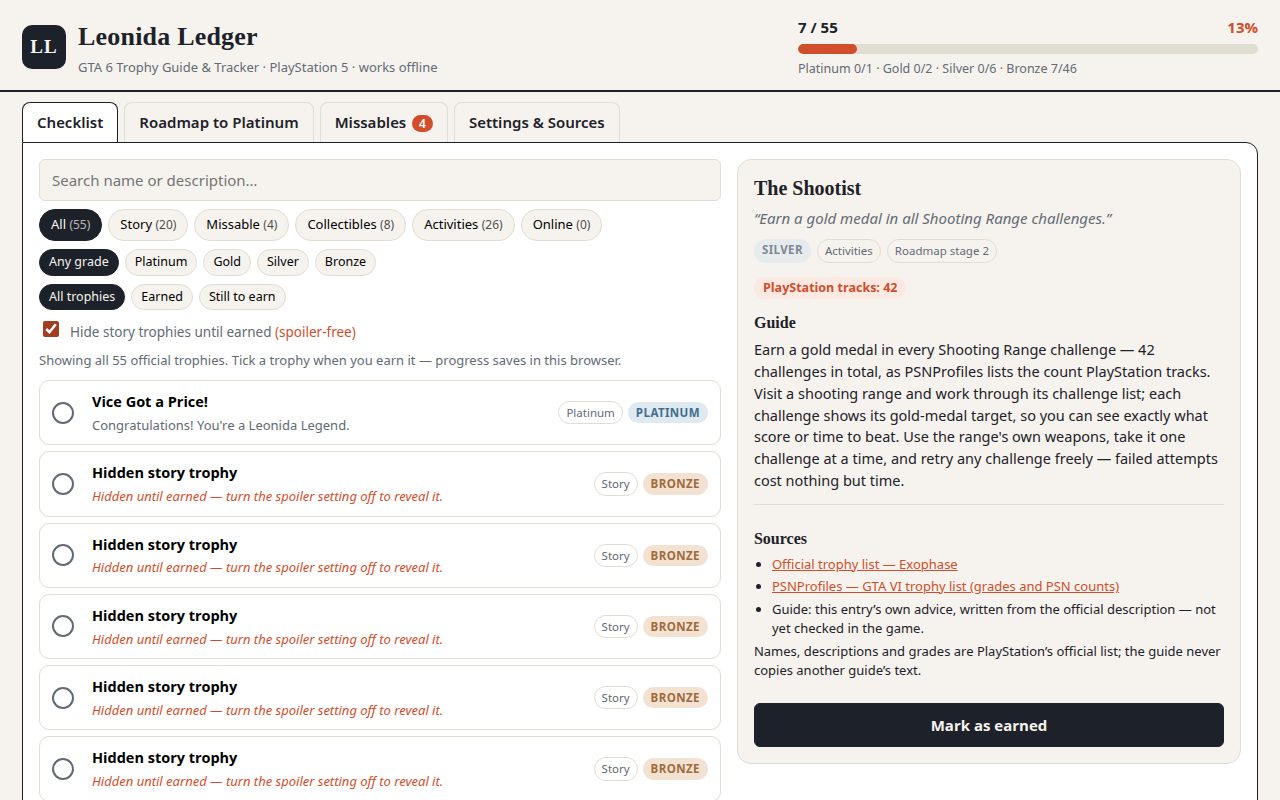 LL
Leonida Ledger
GTA 6 Trophy Guide & Tracker · PlayStation 5 · works offline
7 / 55
13%
Platinum 0/1 · Gold 0/2 · Silver 0/6 · Bronze 7/46
Checklist
Roadmap to Platinum
Missables 4
Settings & Sources
Search name or description...
All (55)
Story (20)
Missable (4)
Collectibles (8)
Activities (26)
Online (0)
Any grade
Platinum
Gold
Silver
Bronze
All trophies
Earned
Still to earn
Hide story trophies until earned (spoiler-free)
Showing all 55 official trophies. Tick a trophy when you earn it — progress saves in this browser.
Vice Got a Price!
Congratulations! You're a Leonida Legend.
Platinum
PLATINUM
Hidden story trophy
Hidden until earned — turn the spoiler setting off to reveal it.
Story
BRONZE
Hidden story trophy
Hidden until earned — turn the spoiler setting off to reveal it.
Story
BRONZE
Hidden story trophy
Hidden until earned — turn the spoiler setting off to reveal it.
Story
BRONZE
Hidden story trophy
Hidden until earned — turn the spoiler setting off to reveal it.
Story
BRONZE
Hidden story trophy
Hidden until earned — turn the spoiler setting off to reveal it.
Story
BRONZE
The Shootist
“Earn a gold medal in all Shooting Range challenges.”
SILVER
Activities
Roadmap stage 2
PlayStation tracks: 42
Guide
Earn a gold medal in every Shooting Range challenge — 42
challenges in total, as PSNProfiles lists the count PlayStation tracks.
Visit a shooting range and work through its challenge list; each
challenge shows its gold-medal target, so you can see exactly what
score or time to beat. Use the range's own weapons, take it one
challenge at a time, and retry any challenge freely — failed attempts
cost nothing but time.
Sources
Official trophy list — Exophase
PSNProfiles — GTA VI trophy list (grades and PSN counts)
Guide: this entry’s own advice, written from the official description — not
yet checked in the game.
Names, descriptions and grades are PlayStation’s official list; the guide never
copies another guide’s text.
Mark as earned